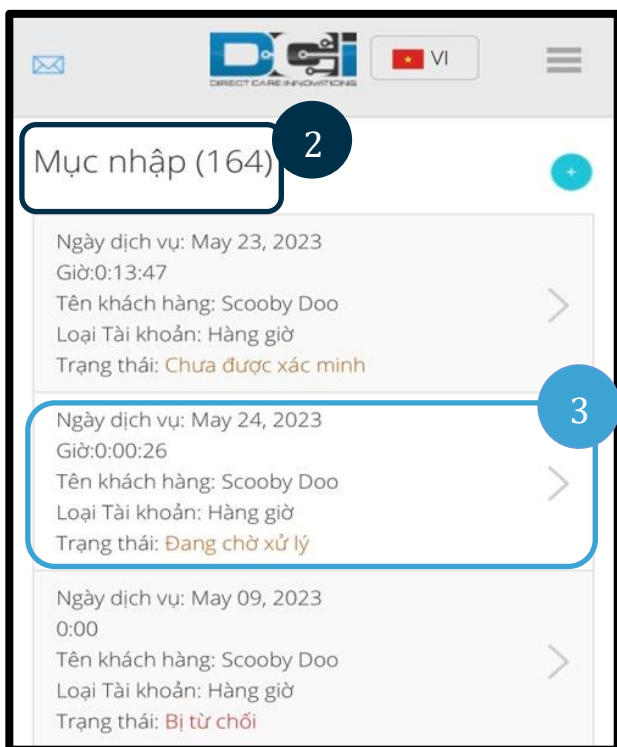 DCI
DIRECT CARE INNOVATIONS
VI
Mục nhập (164)
2
+
Ngày dịch vụ: May 23, 2023
Giờ:0:13:47
Tên khách hàng: Scooby Doo
Loại Tài khoản: Hàng giờ
Trạng thái: Chưa được xác minh
3
Ngày dịch vụ: May 24, 2023
Giờ:0:00:26
Tên khách hàng: Scooby Doo
Loại Tài khoản: Hàng giờ
Trạng thái: Đang chờ xử lý
Ngày dịch vụ: May 09, 2023
0:00
Tên khách hàng: Scooby Doo
Loại Tài khoản: Hàng giờ
Trạng thái: Bị từ chối